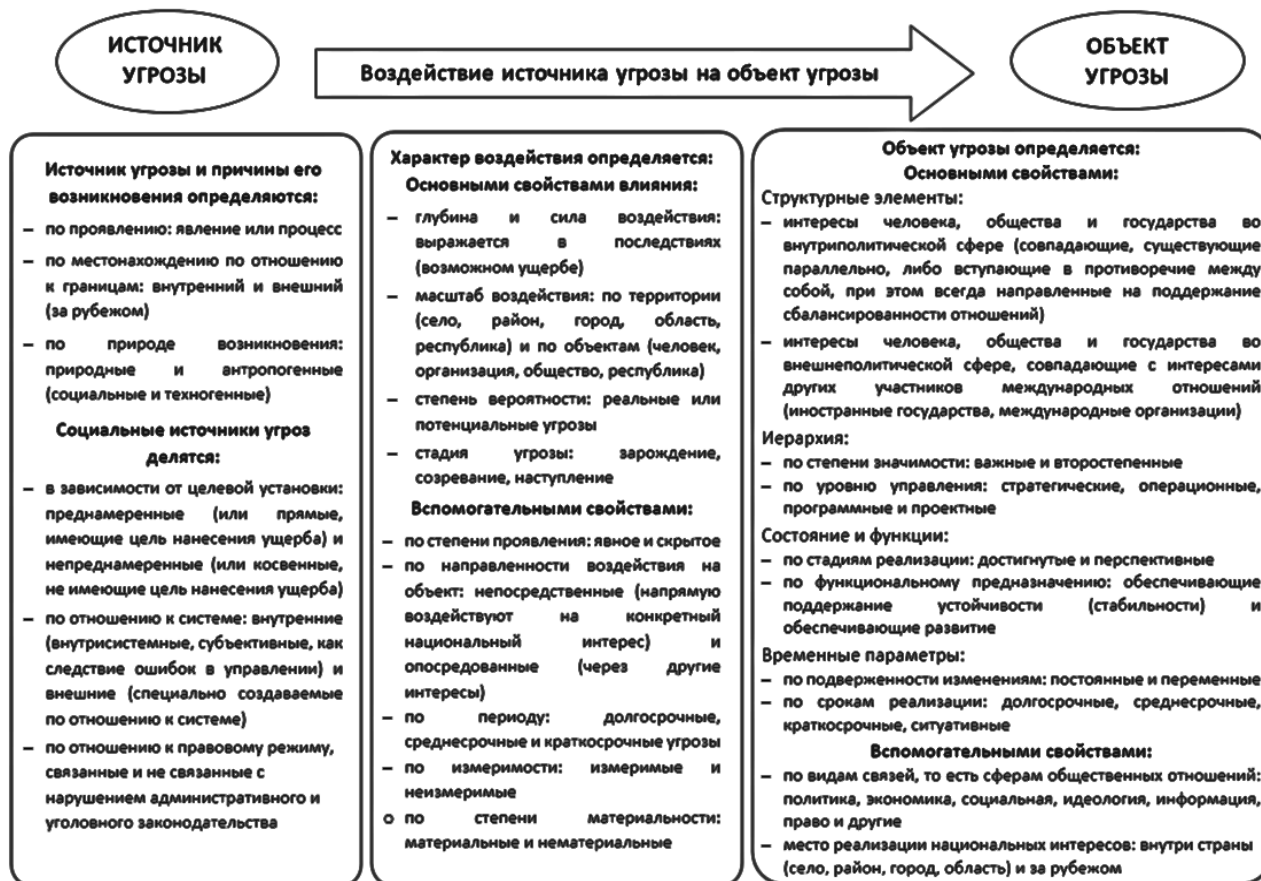 ИСТОЧНИК
УГРОЗЫ
Воздействие источника угрозы на объект угрозы
ОБЪЕКТ
УГРОЗЫ
Источник угрозы и причины его
возникновения определяются:
– по проявлению: явление или процесс
– по местонахождению по отношению
к границам: внутренний и внешний
(за рубежом)
– по природе возникновения:
природные и антропогенные
(социальные и техногенные)
Социальные источники угроз
делятся:
– в зависимости от целевой установки:
преднамеренные (или прямые,
имеющие цель нанесения ущерба) и
непреднамеренные (или косвенные,
не имеющие цель нанесения ущерба)
– по отношению к системе: внутренние
(внутрисистемные, субъективные, как
следствие ошибок в управлении) и
внешние (специально создаваемые
по отношению к системе)
– по отношению к правовому режиму,
связанные и не связанные с
нарушением административного и
уголовного законодательства
Характер воздействия определяется:
Основными свойствами влияния:
– глубина и сила воздействия:
выражается в последствиях
(возможном ущербе)
– масштаб воздействия: по территории
(село, район, город, область,
республика) и по объектам (человек,
организация, общество, республика)
– степень вероятности: реальные или
потенциальные угрозы
– стадия угрозы: зарождение,
созревание, наступление
Вспомогательными свойствами:
– по степени проявления: явное и скрытое
– по направленности воздействия на
объект: непосредственные (напрямую
воздействуют на конкретный
национальный интерес) и
опосредованные (через другие
интересы)
– по периоду: долгосрочные,
среднесрочные и краткосрочные угрозы
– по измеримости: измеримые и
неизмеримые
o по степени материальности:
материальные и нематериальные
Объект угрозы определяется:
Основными свойствами:
Структурные элементы:
– интересы человека, общества и государства во
внутриполитической сфере (совпадающие, существующие
параллельно, либо вступающие в противоречие между
собой, при этом всегда направленные на поддержание
сбалансированности отношений)
– интересы человека, общества и государства во
внешнеполитической сфере, совпадающие с интересами
других участников международных отношений
(иностранные государства, международные организации)
Иерархия:
– по степени значимости: важные и второстепенные
– по уровню управления: стратегические, операционные,
программные и проектные
Состояние и функции:
– по стадиям реализации: достигнутые и перспективные
– по функциональному предназначению: обеспечивающие
поддержание устойчивости (стабильности) и
обеспечивающие развитие
Временные параметры:
– по подверженности изменениям: постоянные и переменные
– по срокам реализации: долгосрочные, среднесрочные,
краткосрочные, ситуативные
Вспомогательными свойствами:
– по видам связей, то есть сферам общественных отношений:
политика, экономика, социальная, идеология, информация,
право и другие
– место реализации национальных интересов: внутри страны
(село, район, город, область) и за рубежом